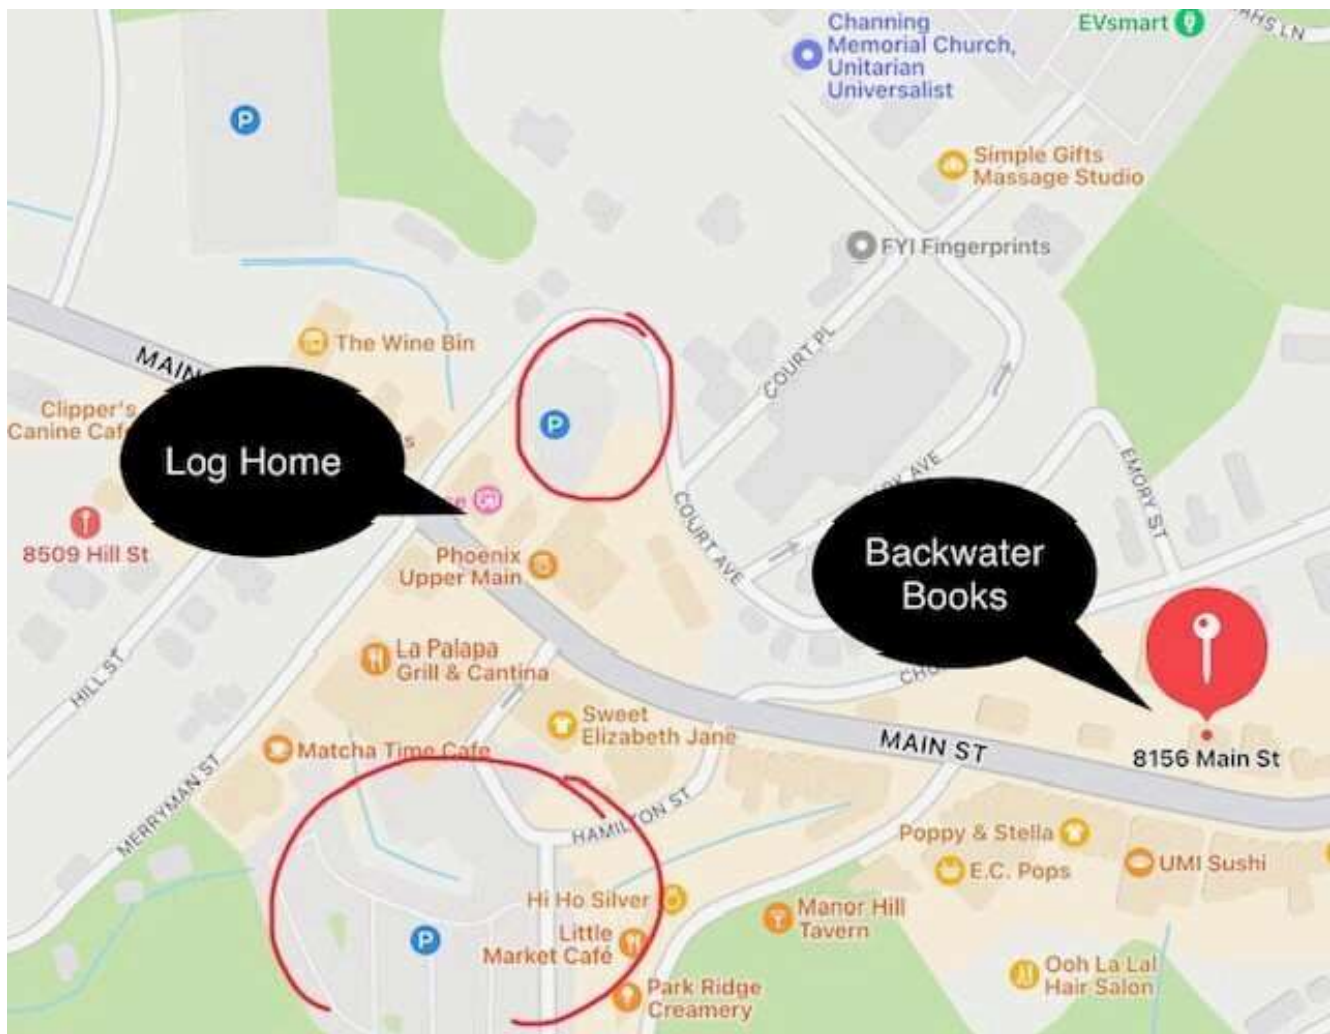 Channing
Memorial Church,
Unitarian
Universalist
EVsmart
P
Simple Gifts
Massage Studio
FYI Fingerprints
The Wine Bin
MAIN
COURT PL
Clipper's
Canine
Log Home
P
EMORY ST
8509 Hill St
Phoenix
Upper Main
COURT AVE
AVE
Backwater
Books
La Palapa
Grill & Cantina
HILL ST
Sweet
Elizabeth Jane
MAIN ST
8156 Main St
Matcha Time Cafe
MERRYMAN ST
HAMILTON ST
Poppy & Stella
E.C. Pops
UMI Sushi
Hi Ho Silver
P
Little
Market Café
Manor Hill
Tavern
Park Ridge
Creamery
Ooh La Lal
Hair Salon